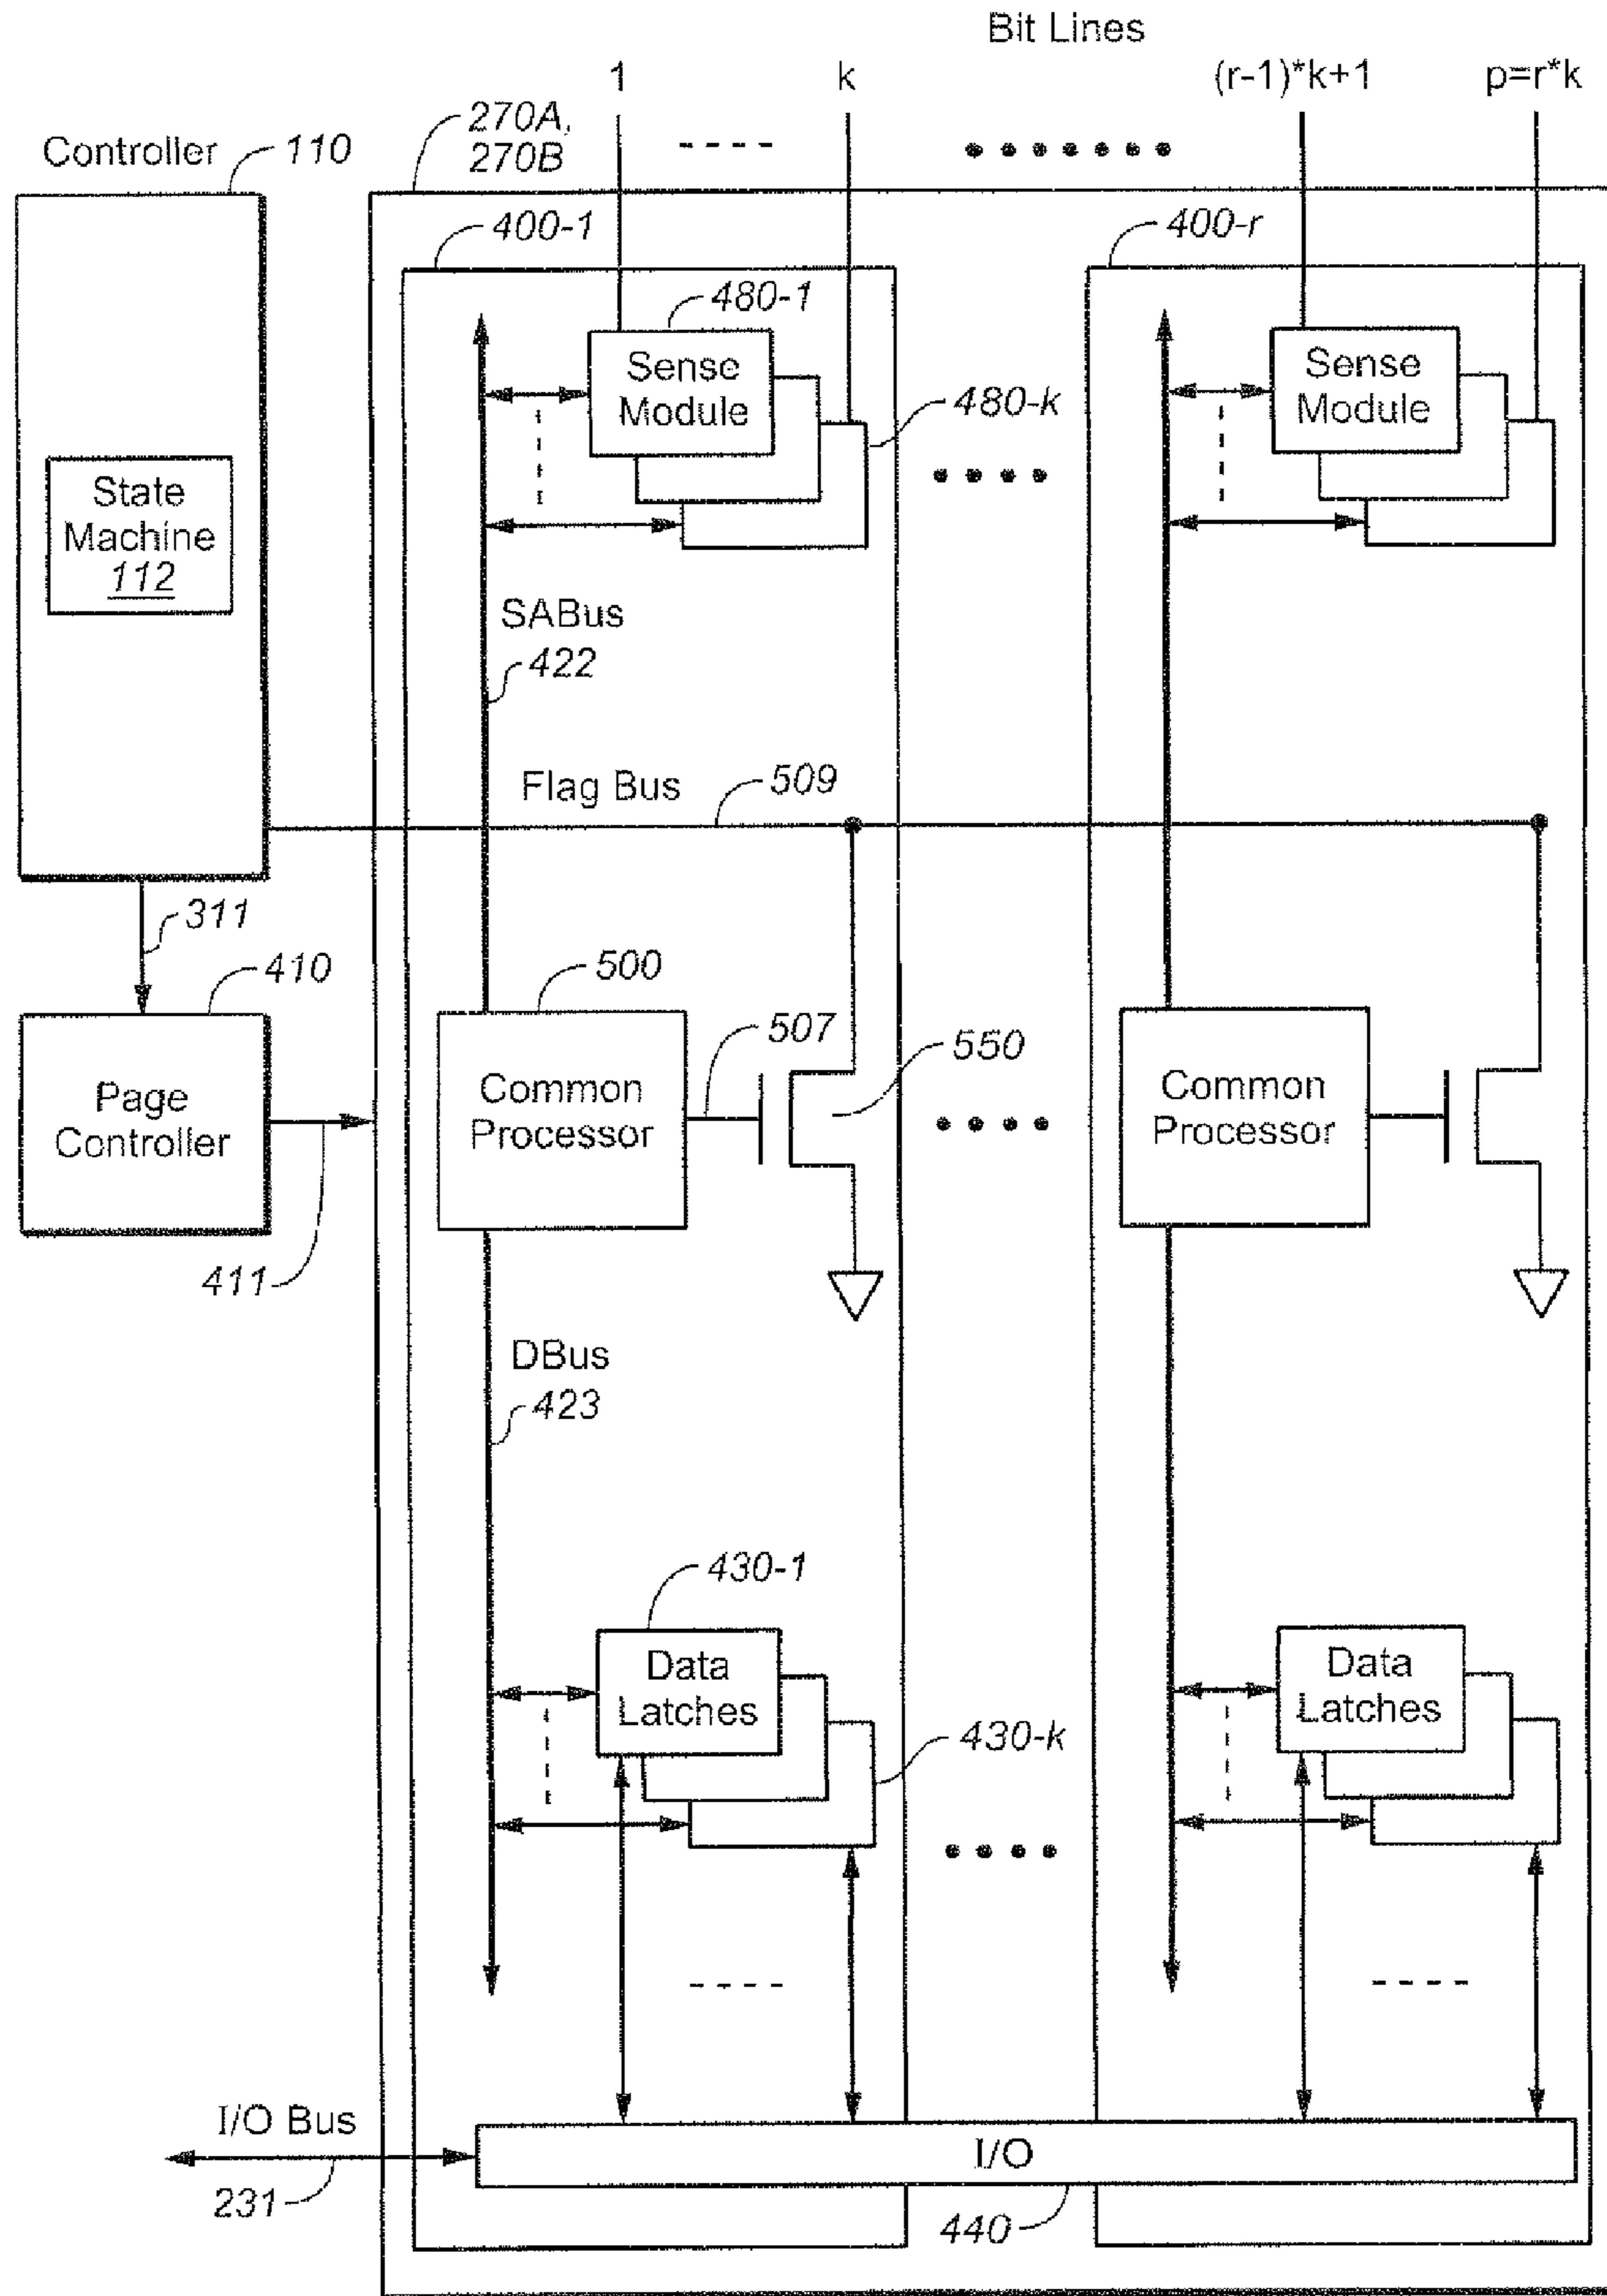 Bit Lines
1
k
(r-1)*k+1
p=r*k
Controller
110
270A,
270B
400-1
400-r
480-1
Sense
Module
Sense
Module
480-k
State
Machine
112
SABus
422
Flag Bus
509
311
410
500
507
550
Page
Controller
Common
Processor
Common
Processor
411
DBus
423
430-1
Data
Latches
Data
Latches
430-k
I/O Bus
231
I/O
440